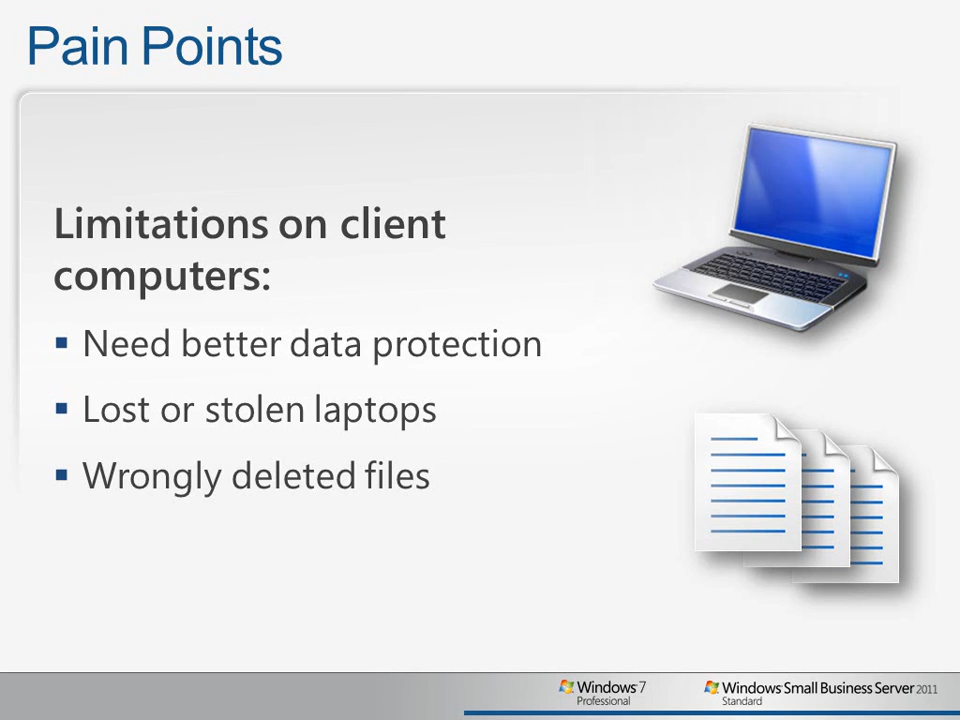 Pain Points
Limitations on client
computers:
▪ Need better data protection
▪ Lost or stolen laptops
▪ Wrongly deleted files
Windows 7
Professional
Windows Small Business Server 2011
Standard